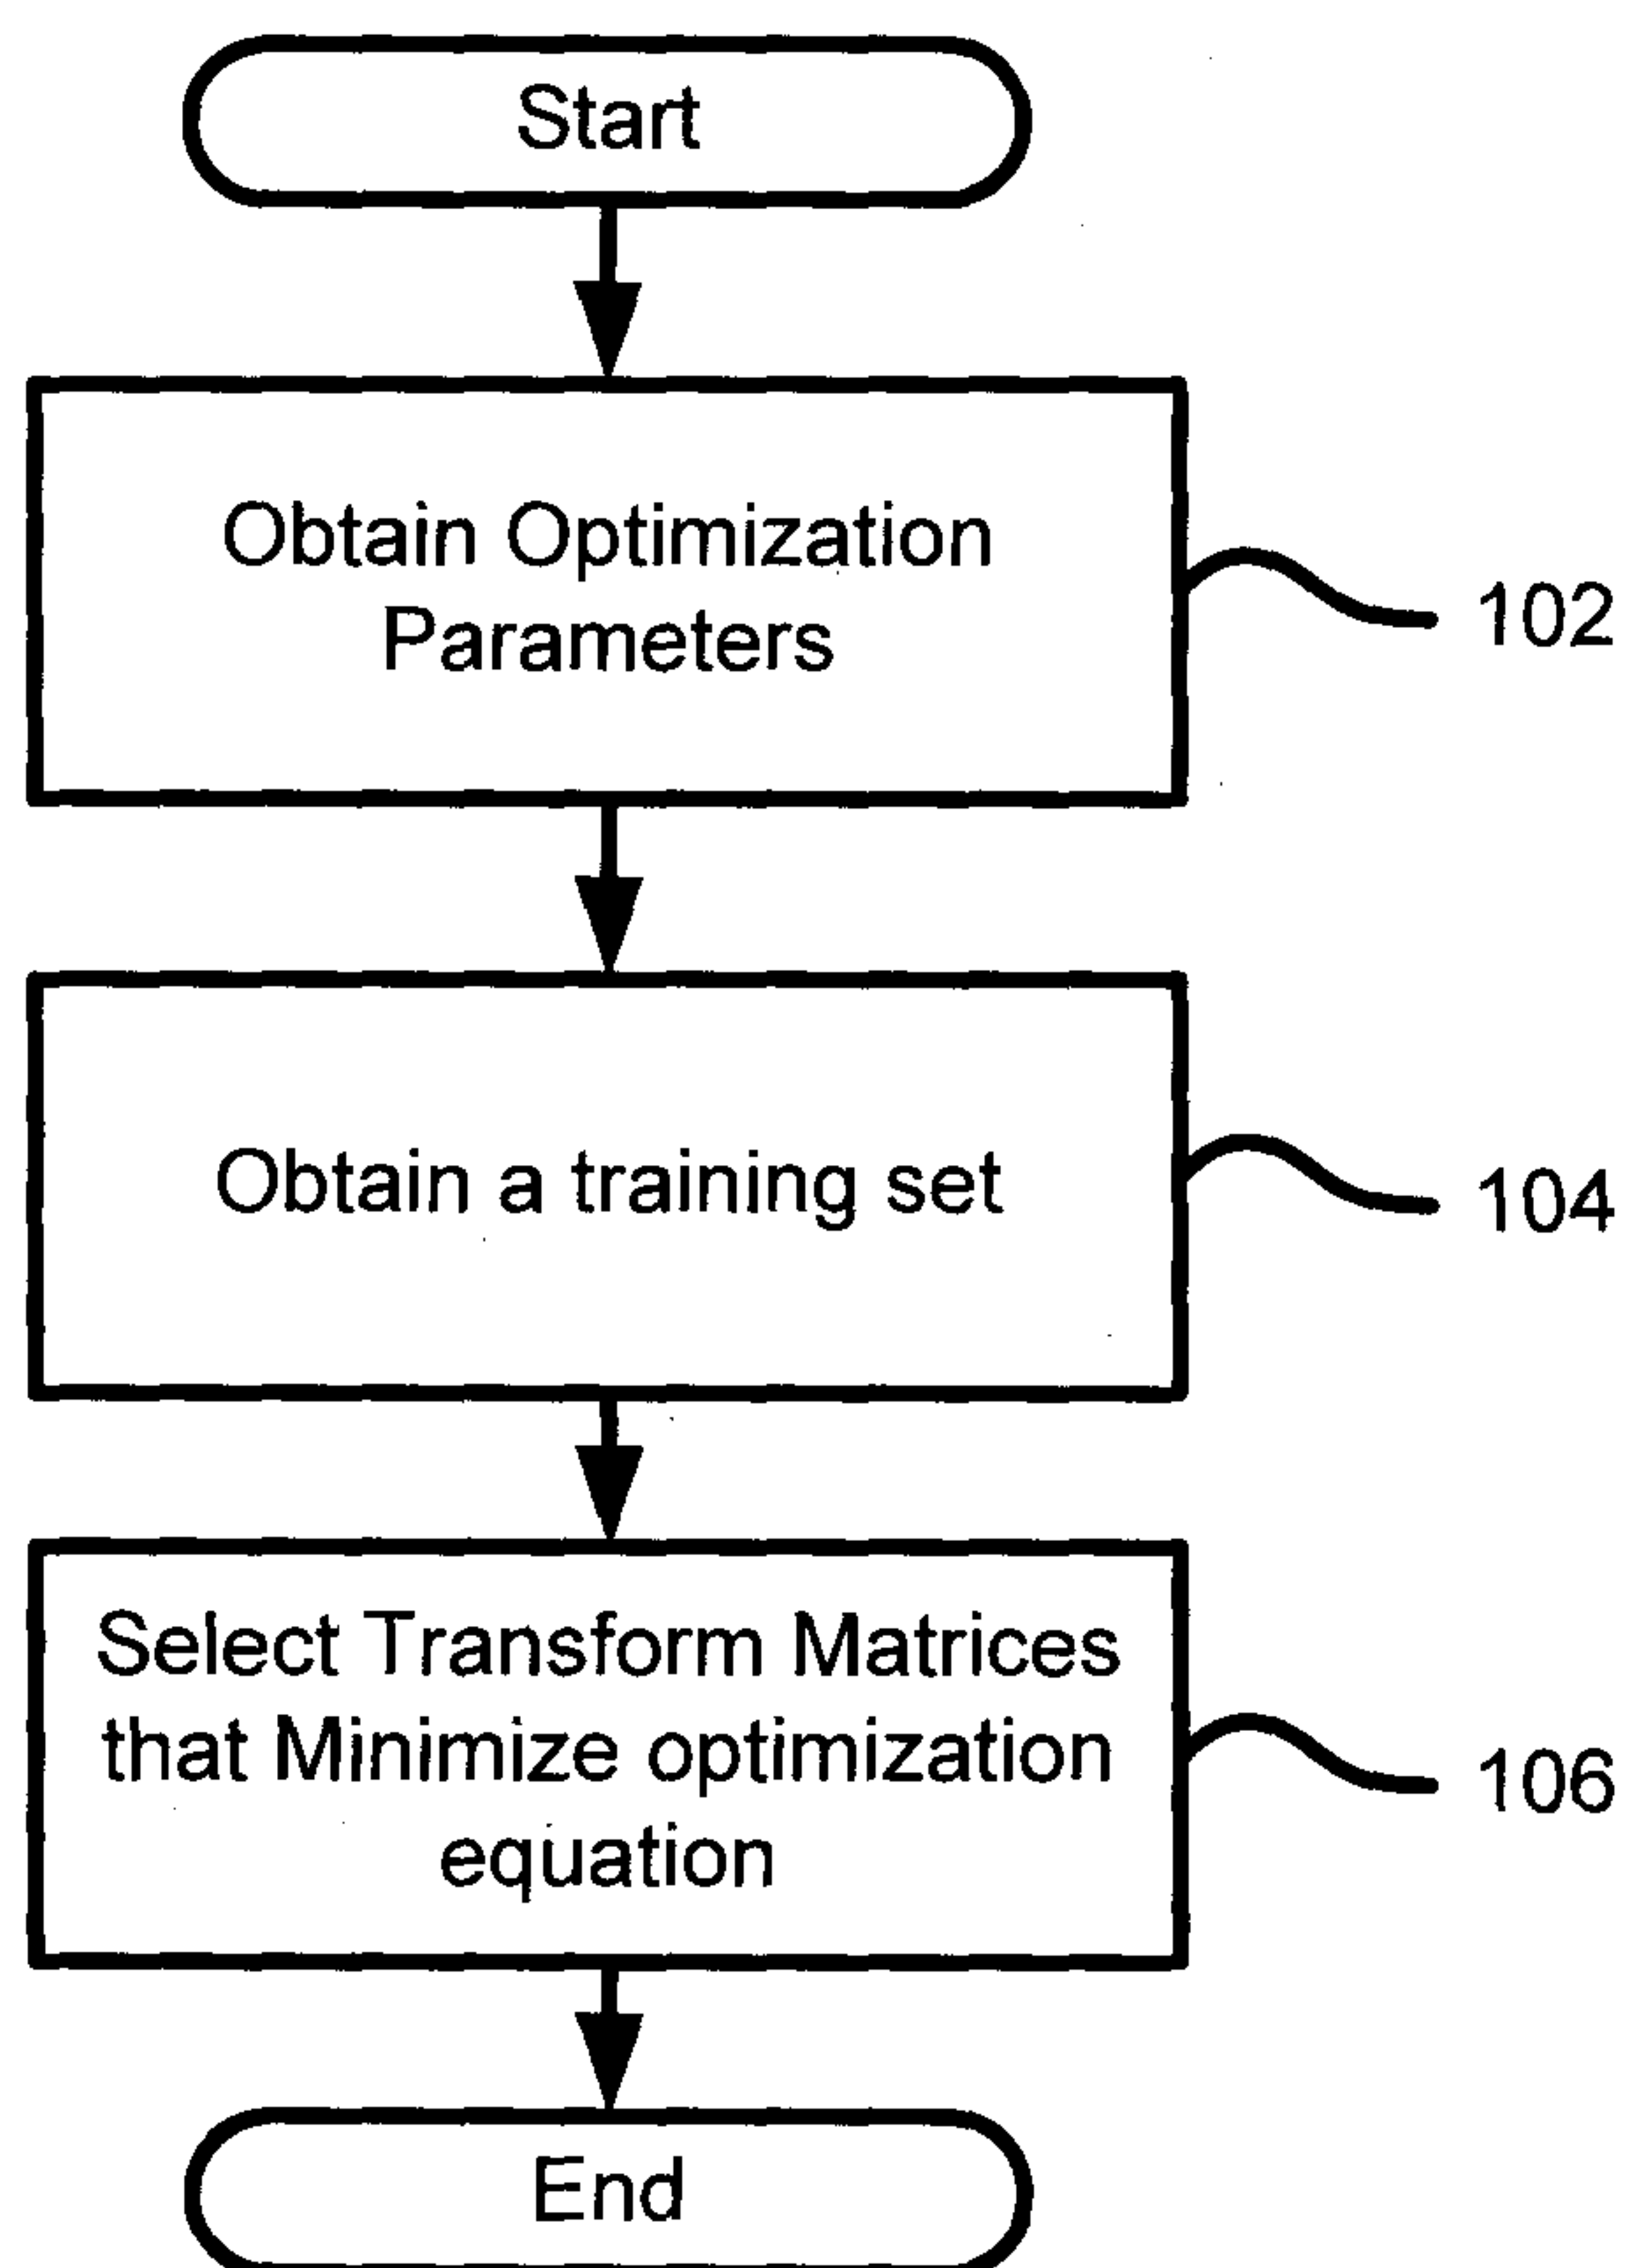 Start
Obtain Optimization
Parameters
102
Obtain a training set
104
Select Transform Matrices
that Minimize optimization
equation
106
End